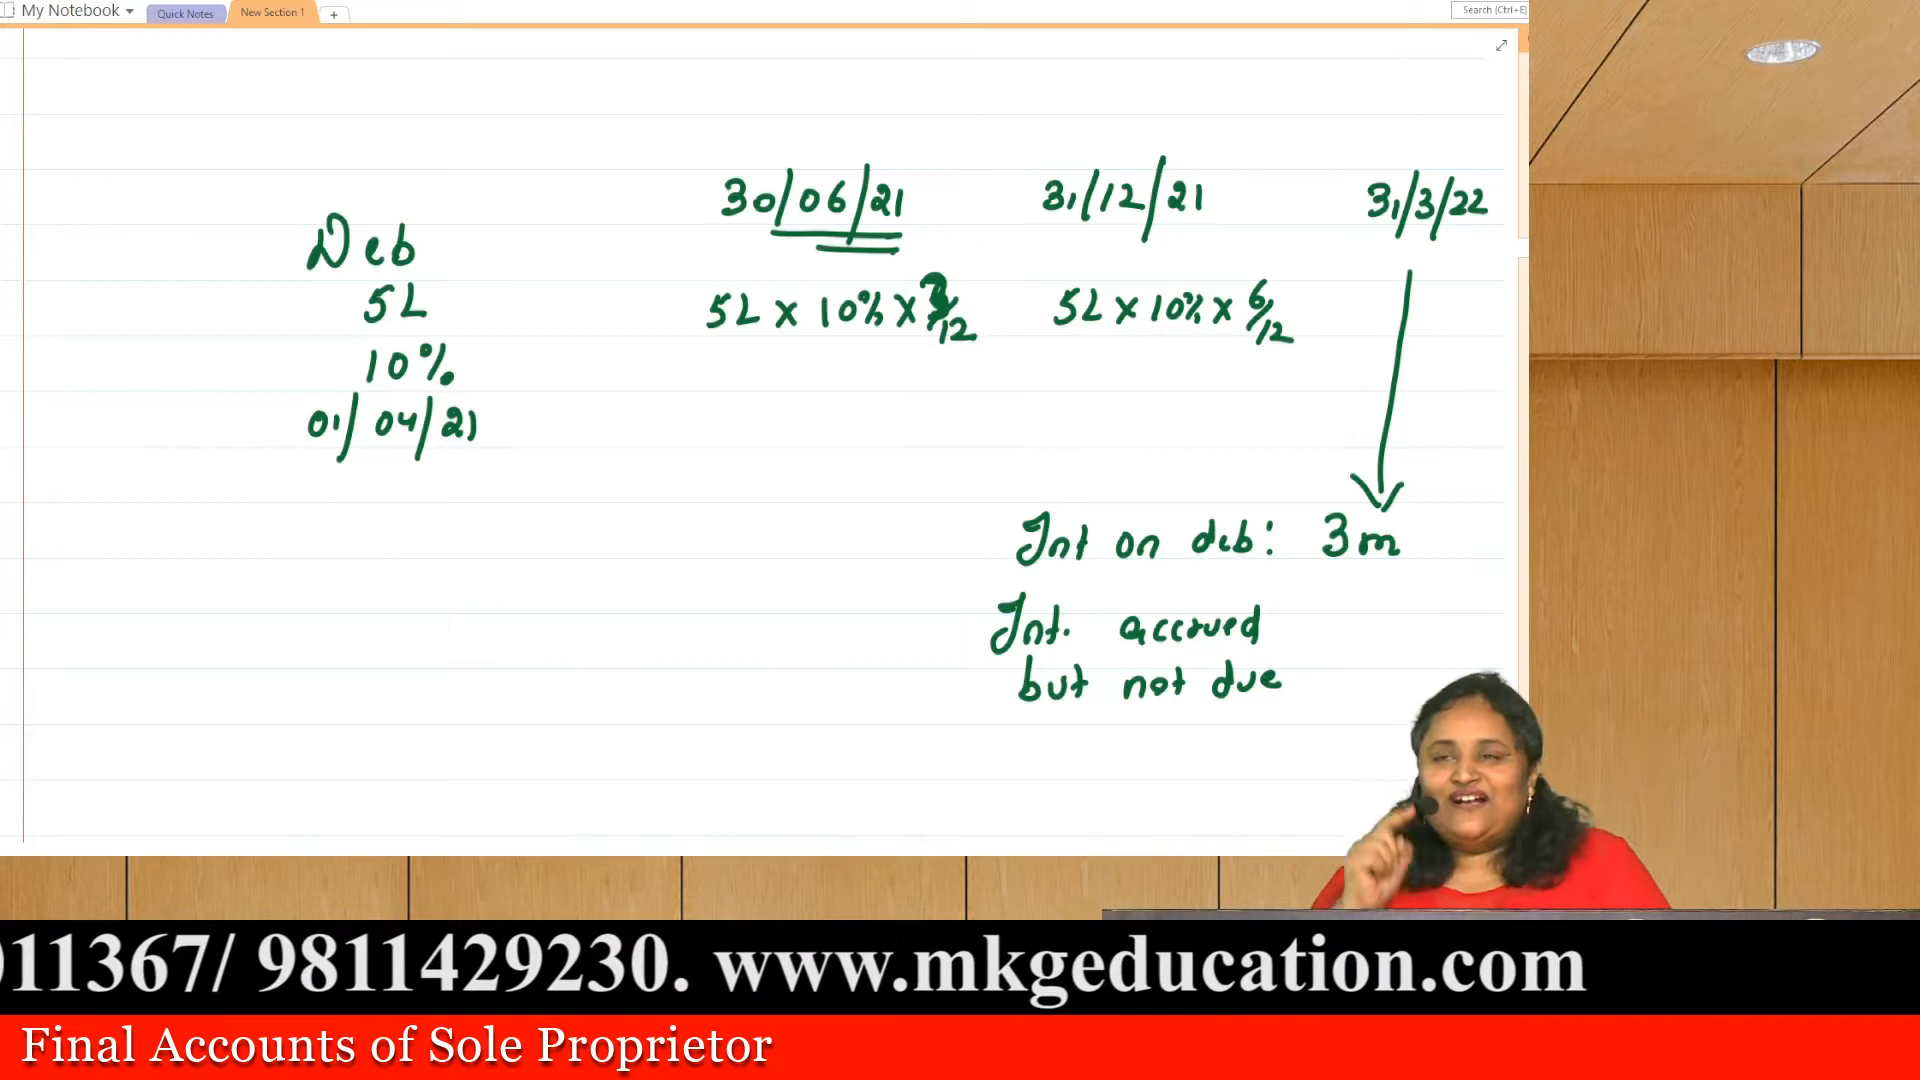 My Notebook
Quick Notes
New Section 1
Search (Ctrl+E)
30/06/21 31/12/21 31/3/22
Deb
5L
10%
01/04/21
5L x 10% x 3/12 5L x 10% x 6/12
Int on deb: 3m
Int. accrued
but not due
011367/ 9811429230. www.mkgeducation.com
Final Accounts of Sole Proprietor